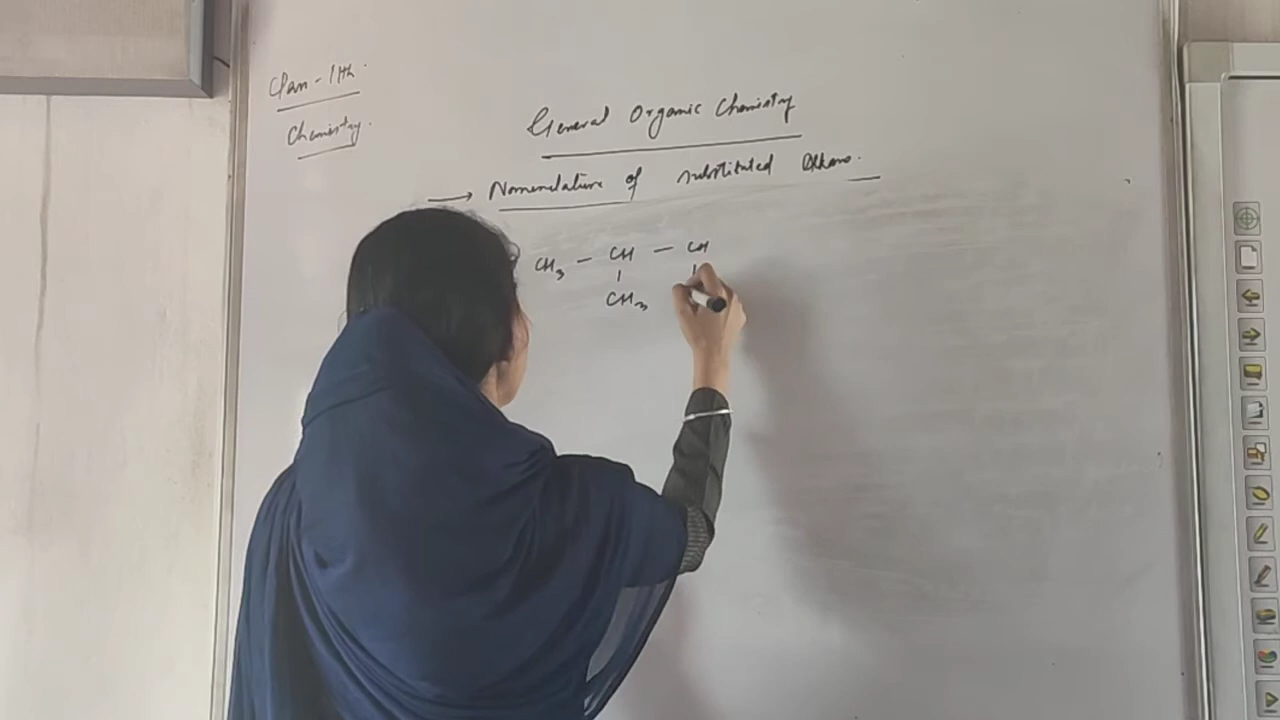 Class - 11th.
Chemistry.
General Organic Chemistry
→ Nomenclature of substituted Alkane.
CH3 - CH - CH
CH3